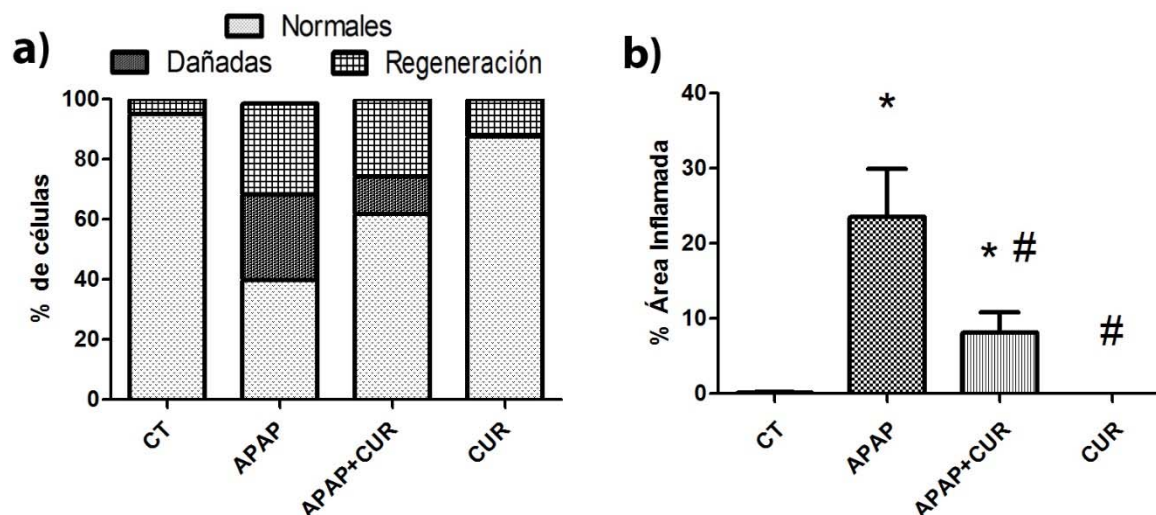 a)
Normales
Dañadas
Regeneración
% de células
100
80
60
40
20
0
CT
APAP
APAP+CUR
CUR
b)
% Área Inflamada
40
30
20
10
0
*
* #
#
CT
APAP
APAP+CUR
CUR